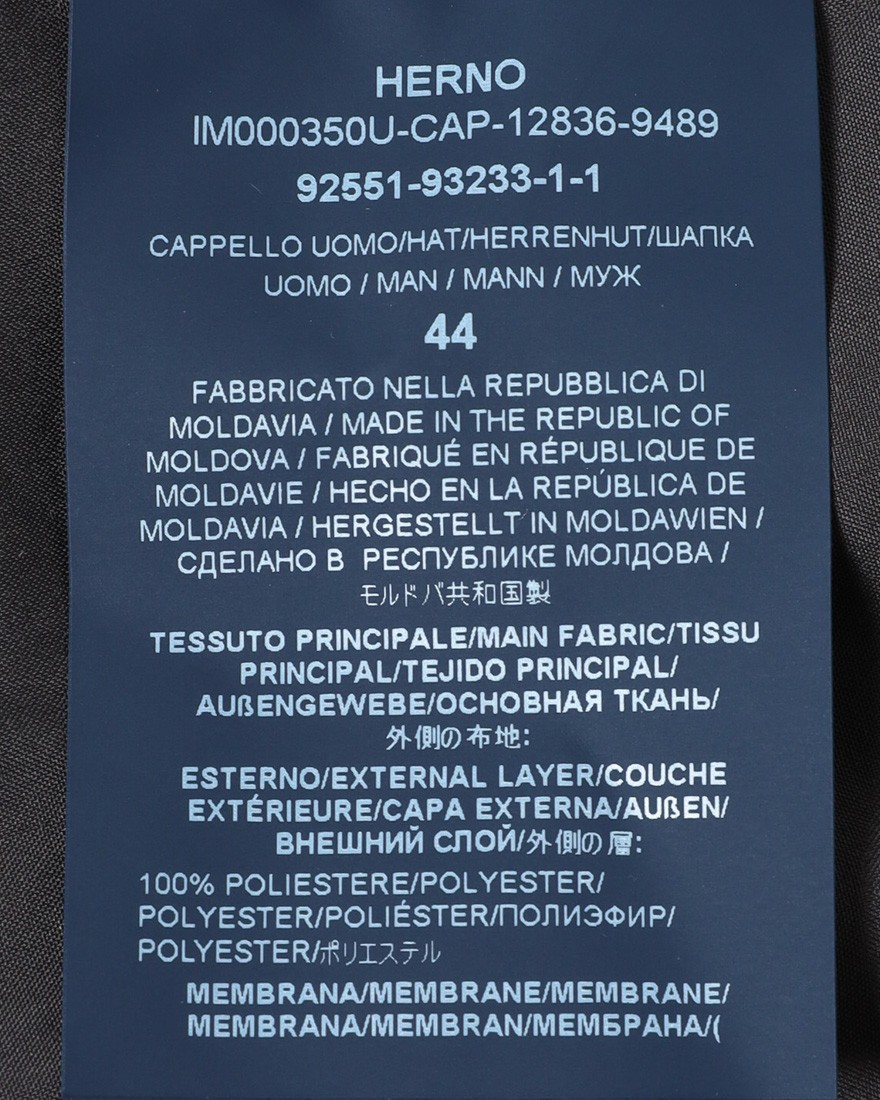 HERNO
IM000350U-CAP-12836-9489
92551-93233-1-1
CAPPELLO UOMO/HAT/HERRENHUT/ШАПКА
UOMO / MAN / MANN / МУЖ
44
FABBRICATO NELLA REPUBBLICA DI
MOLDAVIA / MADE IN THE REPUBLIC OF
MOLDOVA / FABRIQUÉ EN RÉPUBLIQUE DE
MOLDAVIE / HECHO EN LA REPÚBLICA DE
MOLDAVIA / HERGESTELLT IN MOLDAWIEN /
СДЕЛАНО В РЕСПУБЛИКЕ МОЛДОВА /
モルドバ共和国製
TESSUTO PRINCIPALE/MAIN FABRIC/TISSU
PRINCIPAL/TEJIDO PRINCIPAL/
AUßENGEWEBE/ОСНОВНАЯ ТКАНЬ/
外側の布地:
ESTERNO/EXTERNAL LAYER/COUCHE
EXTÉRIEURE/CAPA EXTERNA/AUßEN/
ВНЕШНИЙ СЛОЙ/外側の層:
100% POLIESTERE/POLYESTER/
POLYESTER/POLIÉSTER/ПОЛИЭФИР/
POLYESTER/ポリエステル
MEMBRANA/MEMBRANE/MEMBRANE/
MEMBRANA/MEMBRAN/МЕМБРАНА/(